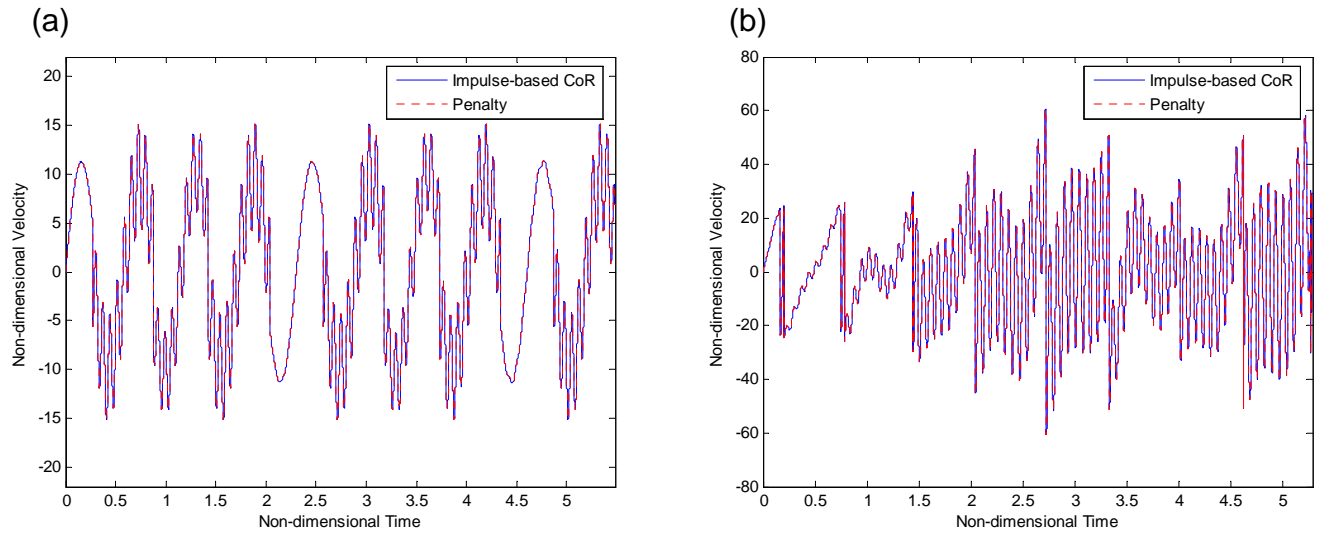 (a)
Impulse-based CoR
Penalty
20
15
10
5
0
-5
-10
-15
-20
Non-dimensional Velocity
0 0.5 1 1.5 2 2.5 3 3.5 4 4.5 5
Non-dimensional Time
(b)
Impulse-based CoR
Penalty
80
60
40
20
0
-20
-40
-60
-80
Non-dimensional Velocity
0 0.5 1 1.5 2 2.5 3 3.5 4 4.5 5
Non-dimensional Time